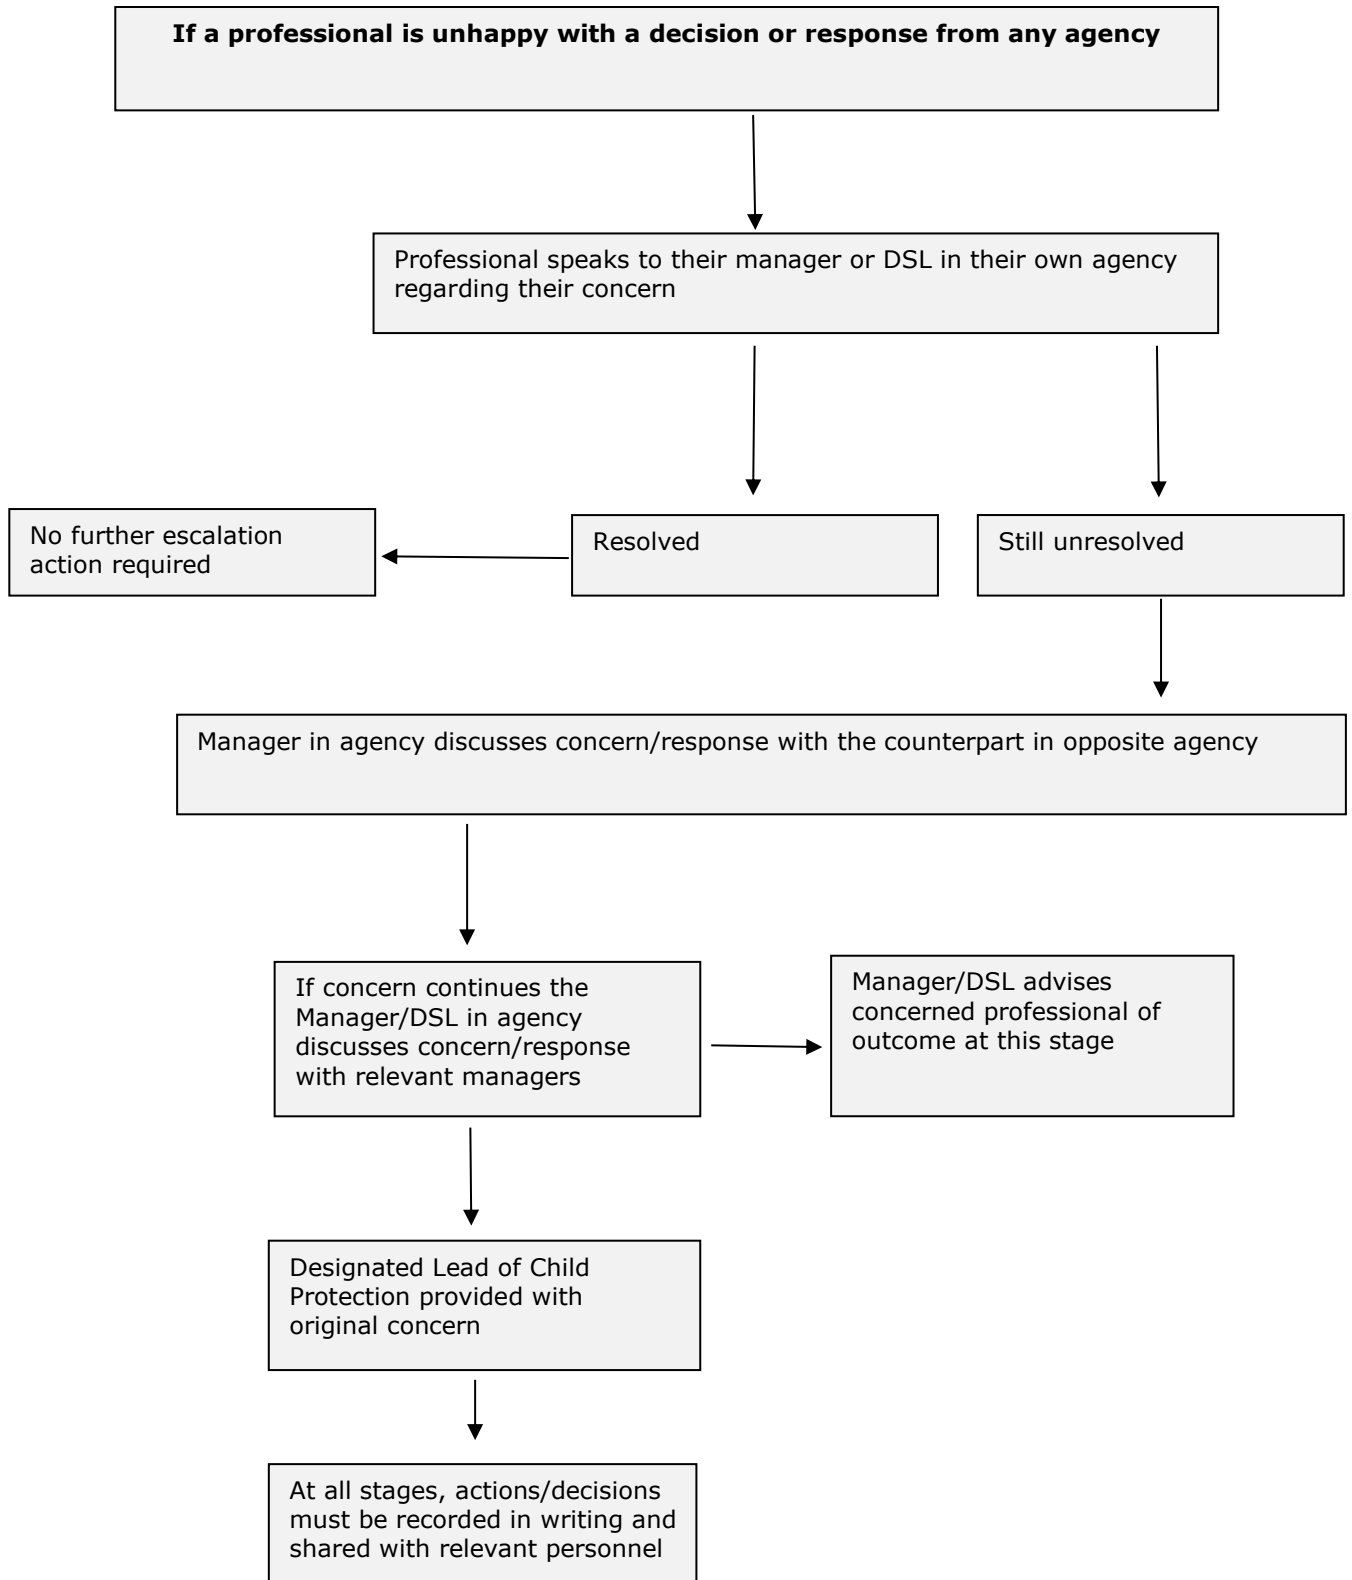 If a professional is unhappy with a decision or response from any agency
Professional speaks to their manager or DSL in their own agency
regarding their concern
No further escalation
action required
Resolved
Still unresolved
Manager in agency discusses concern/response with the counterpart in opposite agency
If concern continues the
Manager/DSL in agency
discusses concern/response
with relevant managers
Manager/DSL advises
concerned professional of
outcome at this stage
Designated Lead of Child
Protection provided with
original concern
At all stages, actions/decisions
must be recorded in writing and
shared with relevant personnel